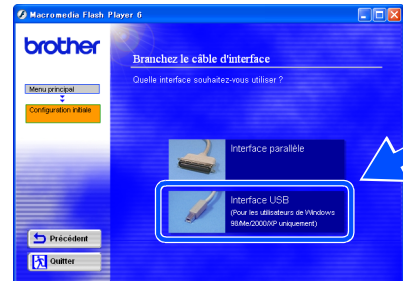 Macromedia Flash Player 6
brother
Branchez le câble d'interface
Quelle interface souhaitez-vous utiliser ?
Menu principal
Configuration initiale
Interface parallèle
Interface USB
(Pour les utilisateurs de Windows
98/Me/2000/XP uniquement)
Précédent
Quitter